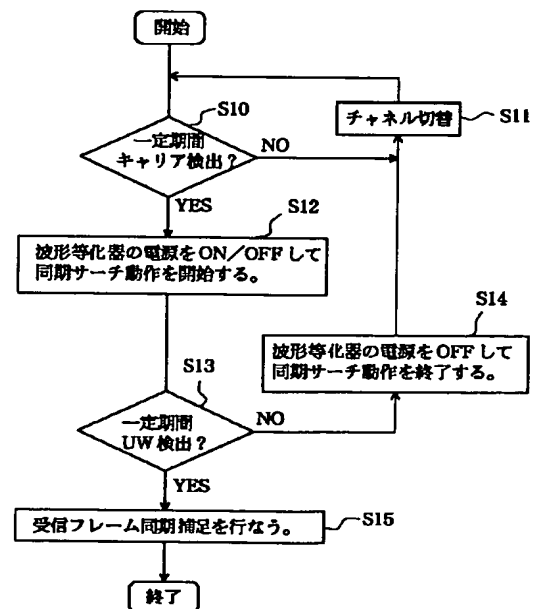 開始
S10
一定期間
キャリア検出？
NO
YES
チャネル切替
S11
S12
波形等化器の電源をON／OFFして
同期サーチ動作を開始する。
S14
波形等化器の電源をOFFして
同期サーチ動作を終了する。
S13
一定期間
UW検出？
NO
YES
受信フレーム同期補足を行なう。
S15
終了